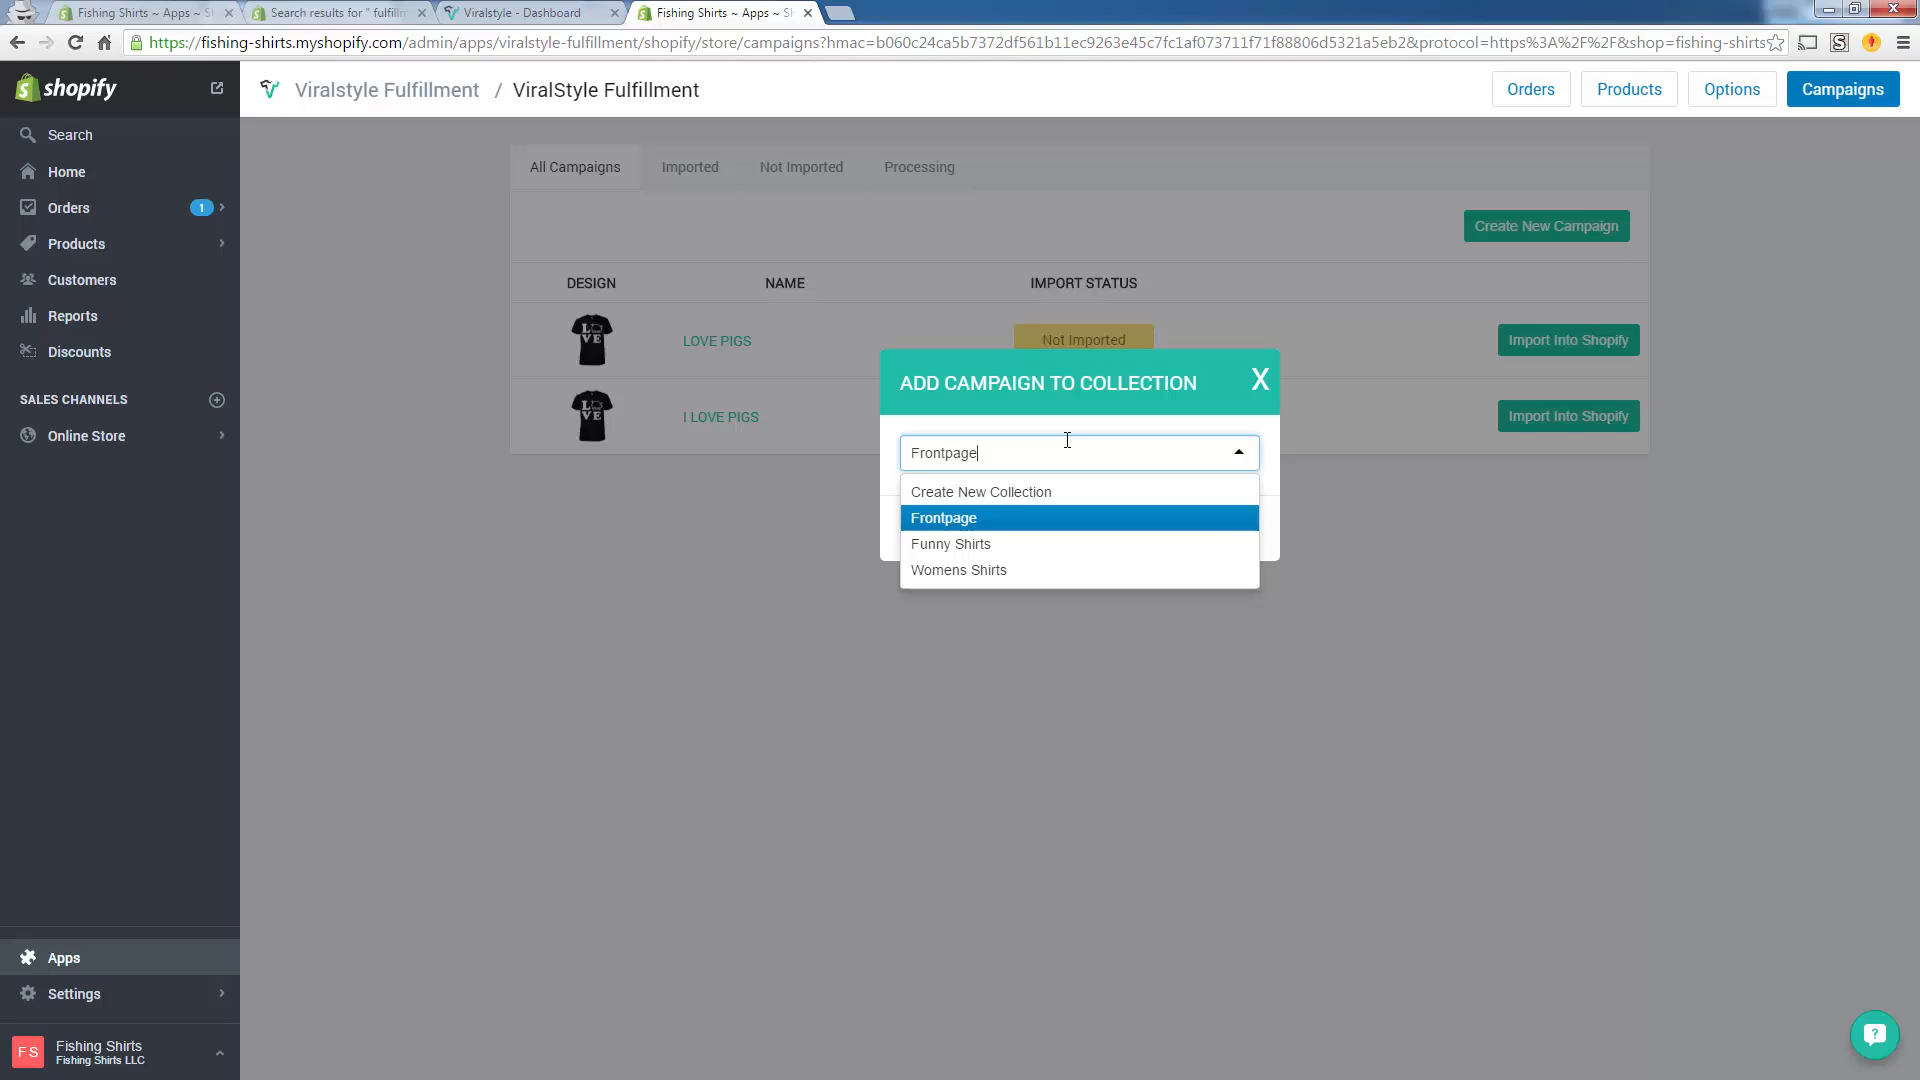 Fishing Shirts ~ Apps ~ S
Search results for " fulfillm
Viralstyle - Dashboard
Fishing Shirts ~ Apps ~ S
https://fishing-shirts.myshopify.com/admin/apps/viralstyle-fulfillment/shopify/store/campaigns?hmac=b060c24ca5b7372df561b11ec9263e45c7fc1af073711f71f88806d5321a5eb2&protocol=https%3A%2F%2F&shop=fishing-shirts
shopify
Viralstyle Fulfillment / ViralStyle Fulfillment
Orders
Products
Options
Campaigns
Search
Home
Orders 1
Products
Customers
Reports
Discounts
SALES CHANNELS
Online Store
Apps
Settings
FS
Fishing Shirts
Fishing Shirts LLC
All Campaigns
Imported
Not Imported
Processing
Create New Campaign
DESIGN
NAME
IMPORT STATUS
LOVE
LOVE PIGS
Not Imported
Import Into Shopify
LOVE
I LOVE PIGS
Import Into Shopify
ADD CAMPAIGN TO COLLECTION X
Frontpage
Create New Collection
Frontpage
Funny Shirts
Womens Shirts